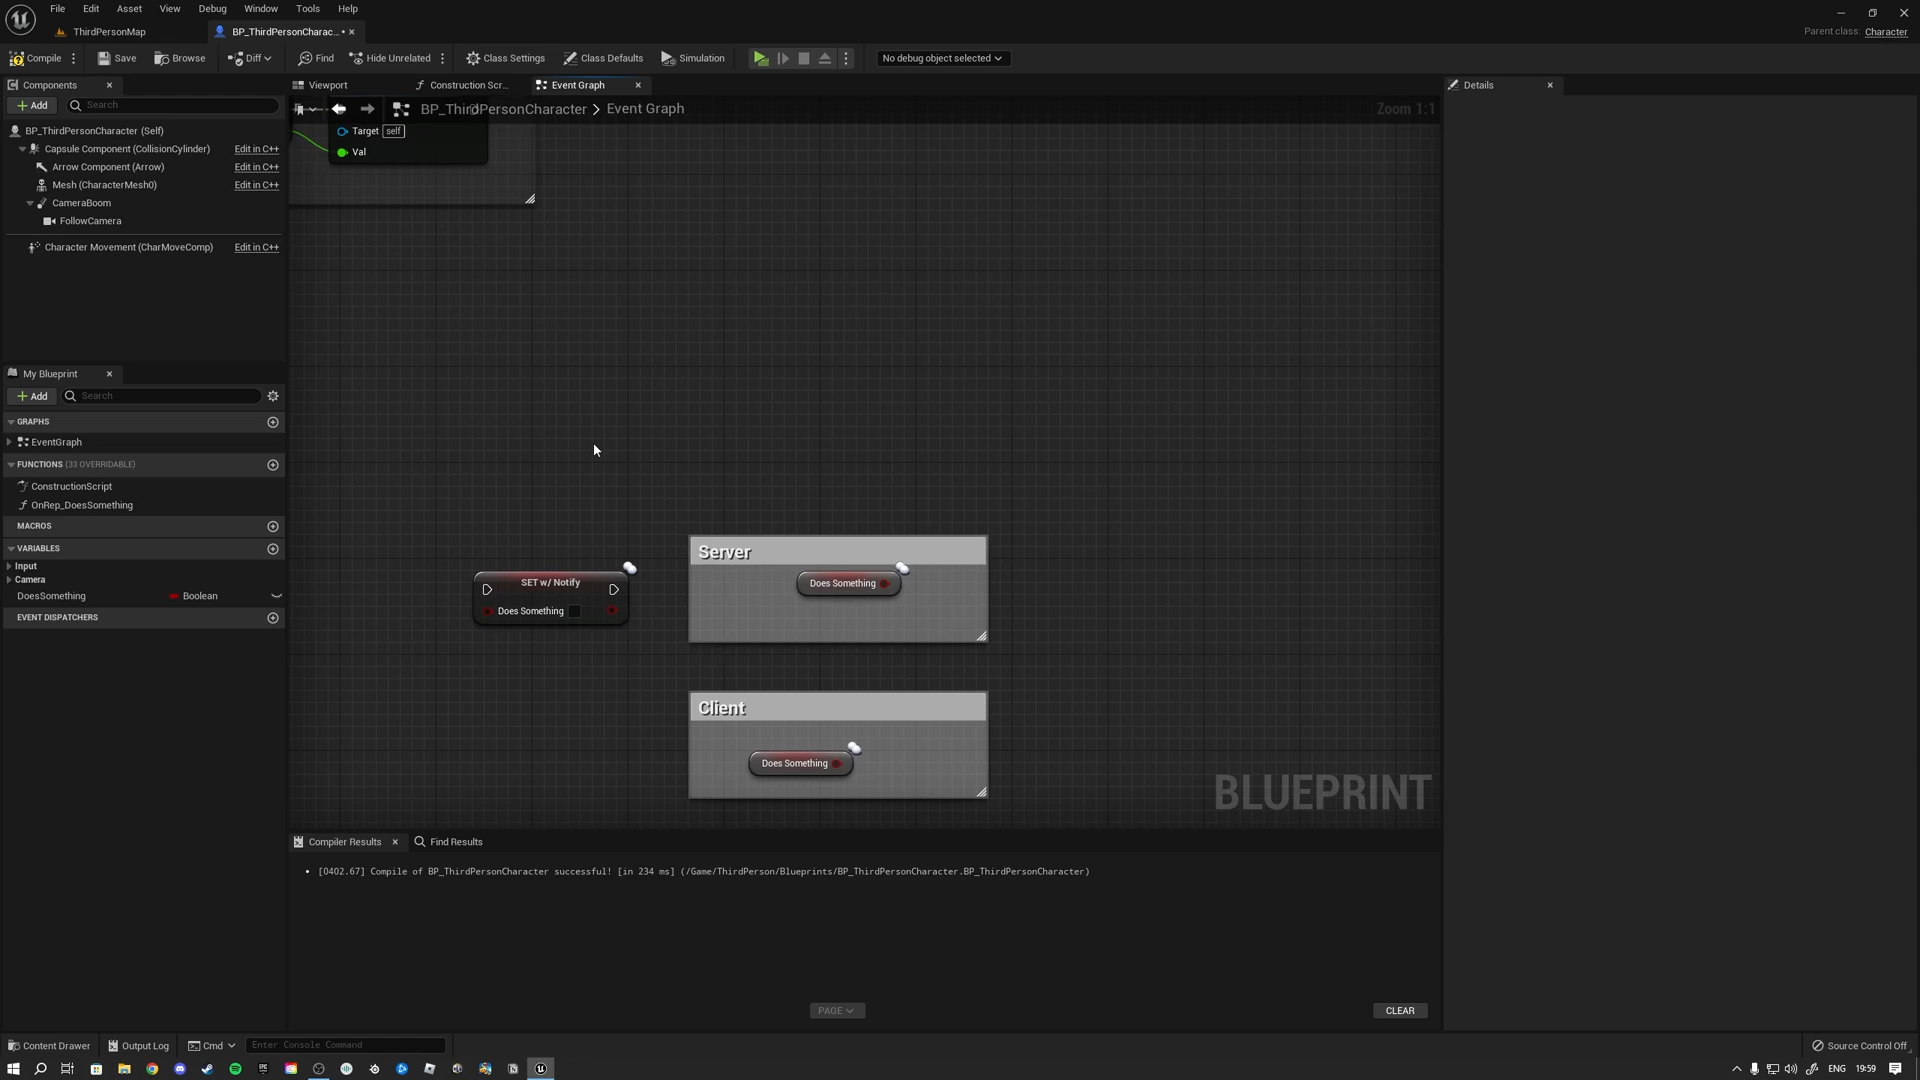 File Edit Asset View Debug Window Tools Help
ThirdPersonMap BP_ThirdPersonCharac... •
Parent class: Character
Compile Save Browse Diff Find Hide Unrelated Class Settings Class Defaults Simulation No debug object selected
Components
Viewport Construction Scr... Event Graph
Details
Add Search
BP_ThirdPersonCharacter > Event Graph
Zoom 1:1
BP_ThirdPersonCharacter (Self)
Capsule Component (CollisionCylinder) Edit in C++
Arrow Component (Arrow) Edit in C++
Mesh (CharacterMesh0) Edit in C++
CameraBoom
FollowCamera
Character Movement (CharMoveComp) Edit in C++
Target self
Val
My Blueprint
Add Search
GRAPHS
EventGraph
FUNCTIONS (33 OVERRIDABLE)
ConstructionScript
OnRep_DoesSomething
MACROS
VARIABLES
Input
Camera
DoesSomething Boolean
EVENT DISPATCHERS
SET w/ Notify
Does Something
Server
Does Something
Client
Does Something
BLUEPRINT
Compiler Results Find Results
• [0402.67] Compile of BP_ThirdPersonCharacter successful! [in 234 ms] (/Game/ThirdPerson/Blueprints/BP_ThirdPersonCharacter.BP_ThirdPersonCharacter)
PAGE CLEAR
Content Drawer Output Log Cmd Enter Console Command Source Control Off
ENG 19:59